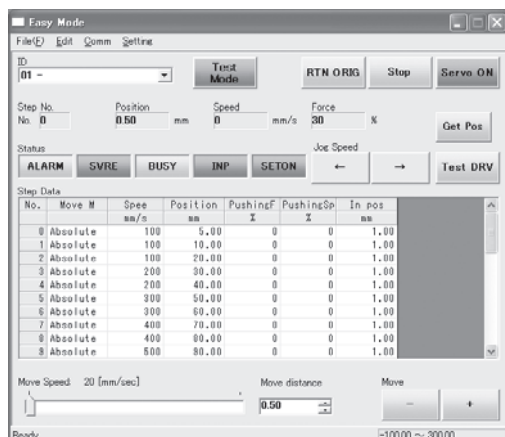 Easy Mode
File(F) Edit Comm Setting
ID
01 -
Test Mode
RTN ORIG
Stop
Servo ON
Step No. Position Speed Force
No. 0 0.50 mm 0 mm/s 30 %
Get Pos
Status Jog Speed
ALARM SVRE BUSY INP SETON ← → Test DRV
Step Data
No. Move M Spee Position PushingF PushingSp In pos
mm/s mm % % mm
0 Absolute 100 5.00 0 0 1.00
1 Absolute 100 10.00 0 0 1.00
2 Absolute 100 20.00 0 0 1.00
3 Absolute 200 30.00 0 0 1.00
4 Absolute 200 40.00 0 0 1.00
5 Absolute 300 50.00 0 0 1.00
6 Absolute 300 60.00 0 0 1.00
7 Absolute 400 70.00 0 0 1.00
8 Absolute 400 80.00 0 0 1.00
9 Absolute 500 90.00 0 0 1.00
Move Speed 20 [mm/sec] Move distance Move
0.50 - +
Ready -100.00 ~ 300.00